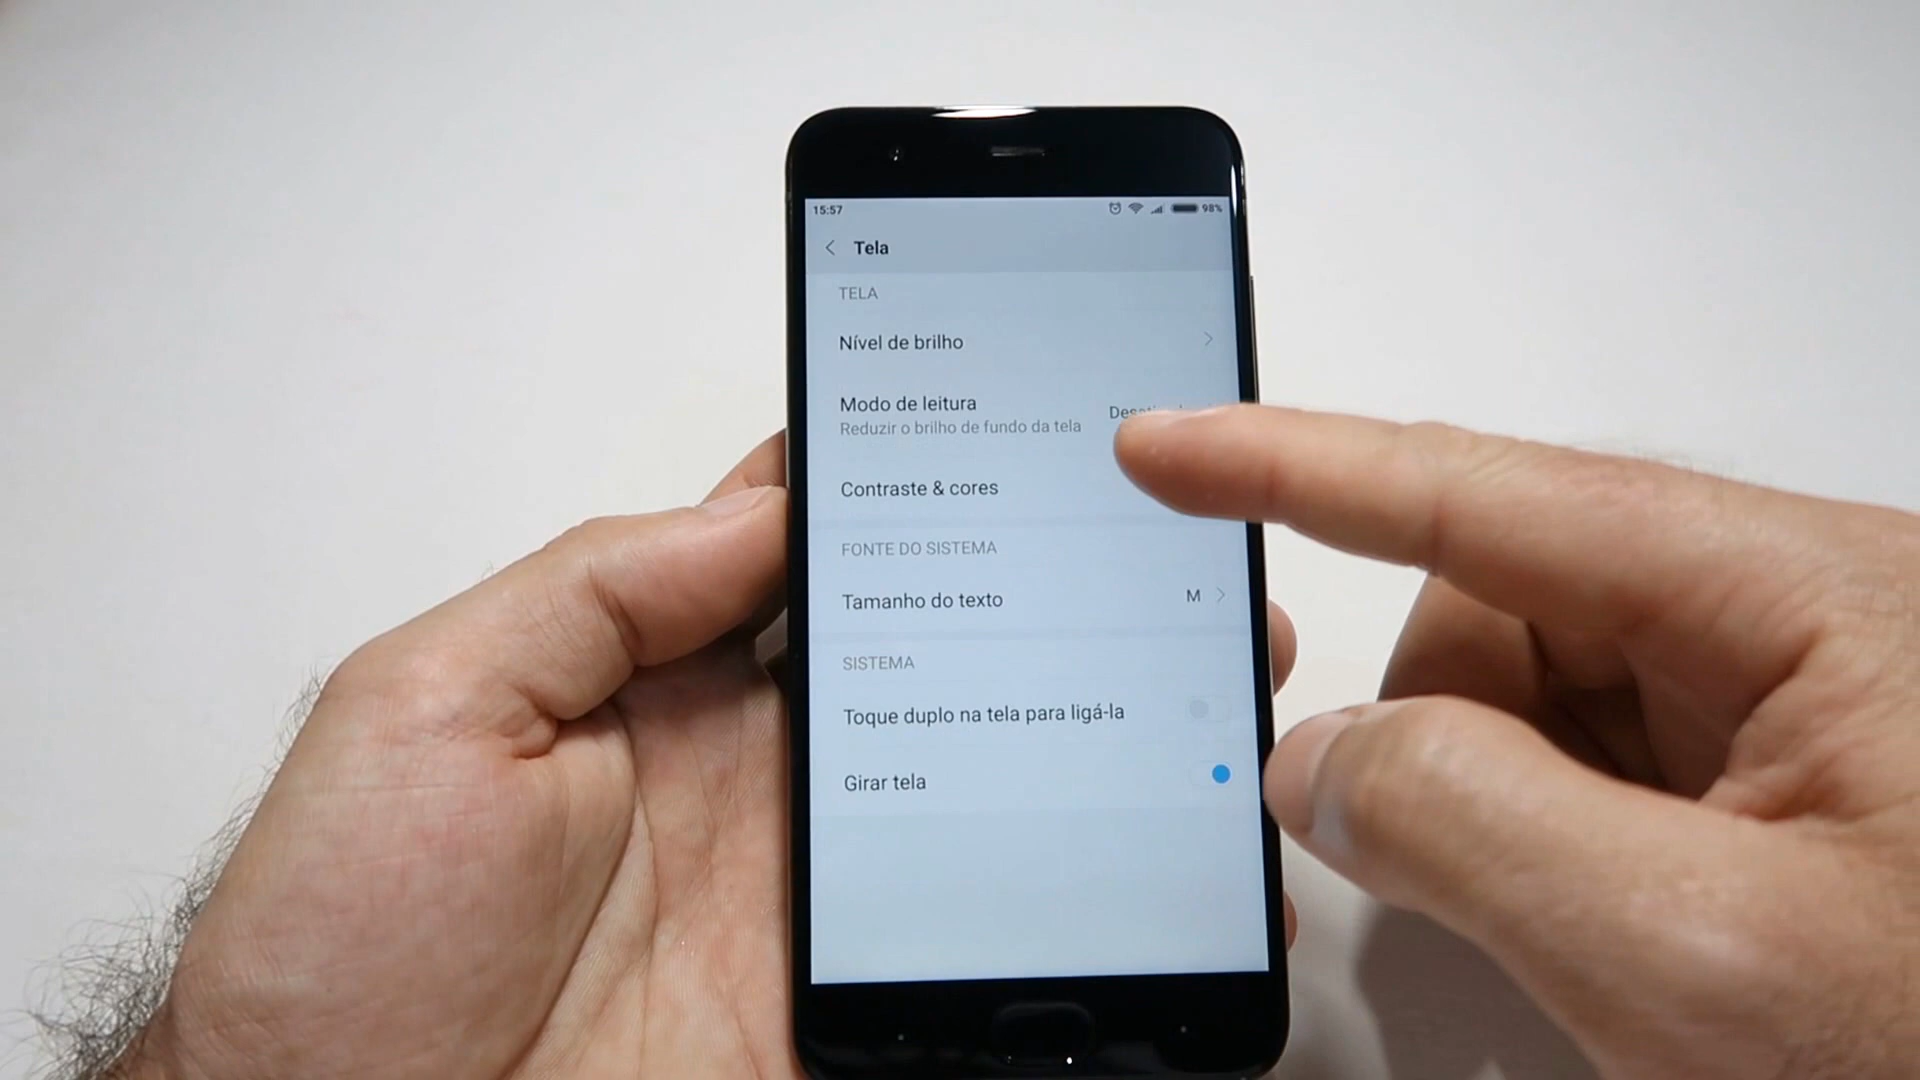 15:57 98%
Tela
TELA
Nível de brilho
Modo de leitura
Reduzir o brilho de fundo da tela
Contraste & cores
FONTE DO SISTEMA
Tamanho do texto M
SISTEMA
Toque duplo na tela para ligá-la
Girar tela